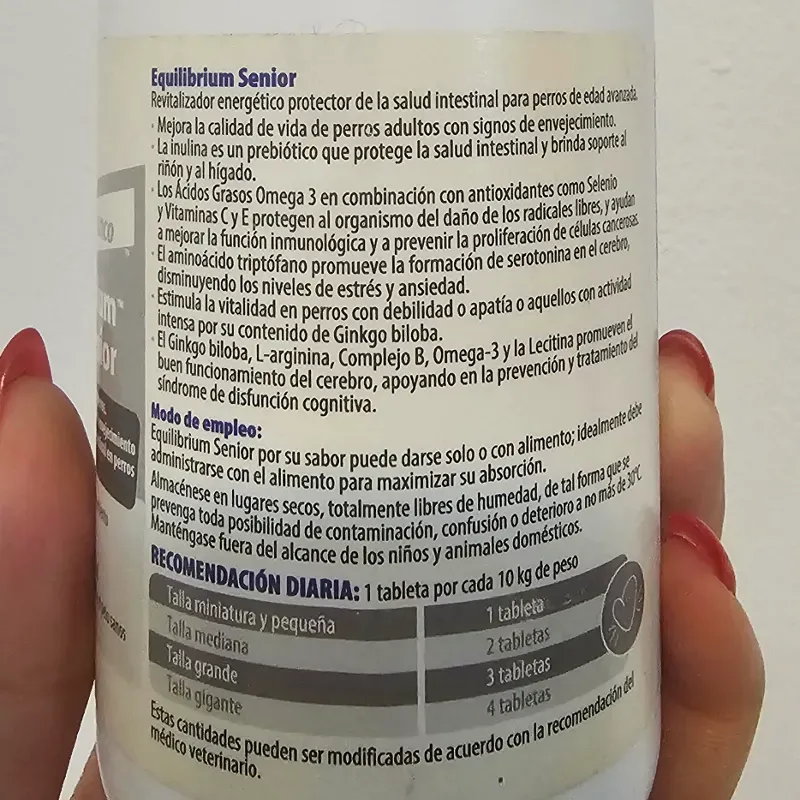 Equilibrium Senior
Revitalizador energético protector de la salud intestinal para perros de edad avanzada.
· Mejora la calidad de vida de perros adultos con signos de envejecimiento.
· La inulina es un prebiótico que protege la salud intestinal y brinda soporte al
riñón y al hígado.
· Los Ácidos Grasos Omega 3 en combinación con antioxidantes como Selenio
y Vitaminas C y E protegen al organismo del daño de los radicales libres, y ayudan
a mejorar la función inmunológica y a prevenir la proliferación de células cancerosas.
· El aminoácido triptófano promueve la formación de serotonina en el cerebro,
disminuyendo los niveles de estrés y ansiedad.
· Estimula la vitalidad en perros con debilidad o apatía o aquellos con actividad
intensa por su contenido de Ginkgo biloba.
· El Ginkgo biloba, L-arginina, Complejo B, Omega-3 y la Lecitina promueven el
buen funcionamiento del cerebro, apoyando en la prevención y tratamiento del
síndrome de disfunción cognitiva.
Modo de empleo:
Equilibrium Senior por su sabor puede darse solo o con alimento; idealmente debe
administrarse con el alimento para maximizar su absorción.
Almacénese en lugares secos, totalmente libres de humedad, de tal forma que se
prevenga toda posibilidad de contaminación, confusión o deterioro a no más de 30°C
Manténgase fuera del alcance de los niños y animales domésticos.
RECOMENDACIÓN DIARIA: 1 tableta por cada 10 kg de peso
Talla miniatura y pequeña 1 tableta
Talla mediana 2 tabletas
Talla grande 3 tabletas
Talla gigante 4 tabletas
Estas cantidades pueden ser modificadas de acuerdo con la recomendación del
médico veterinario.
nco
um™
ior
en perros
sanos